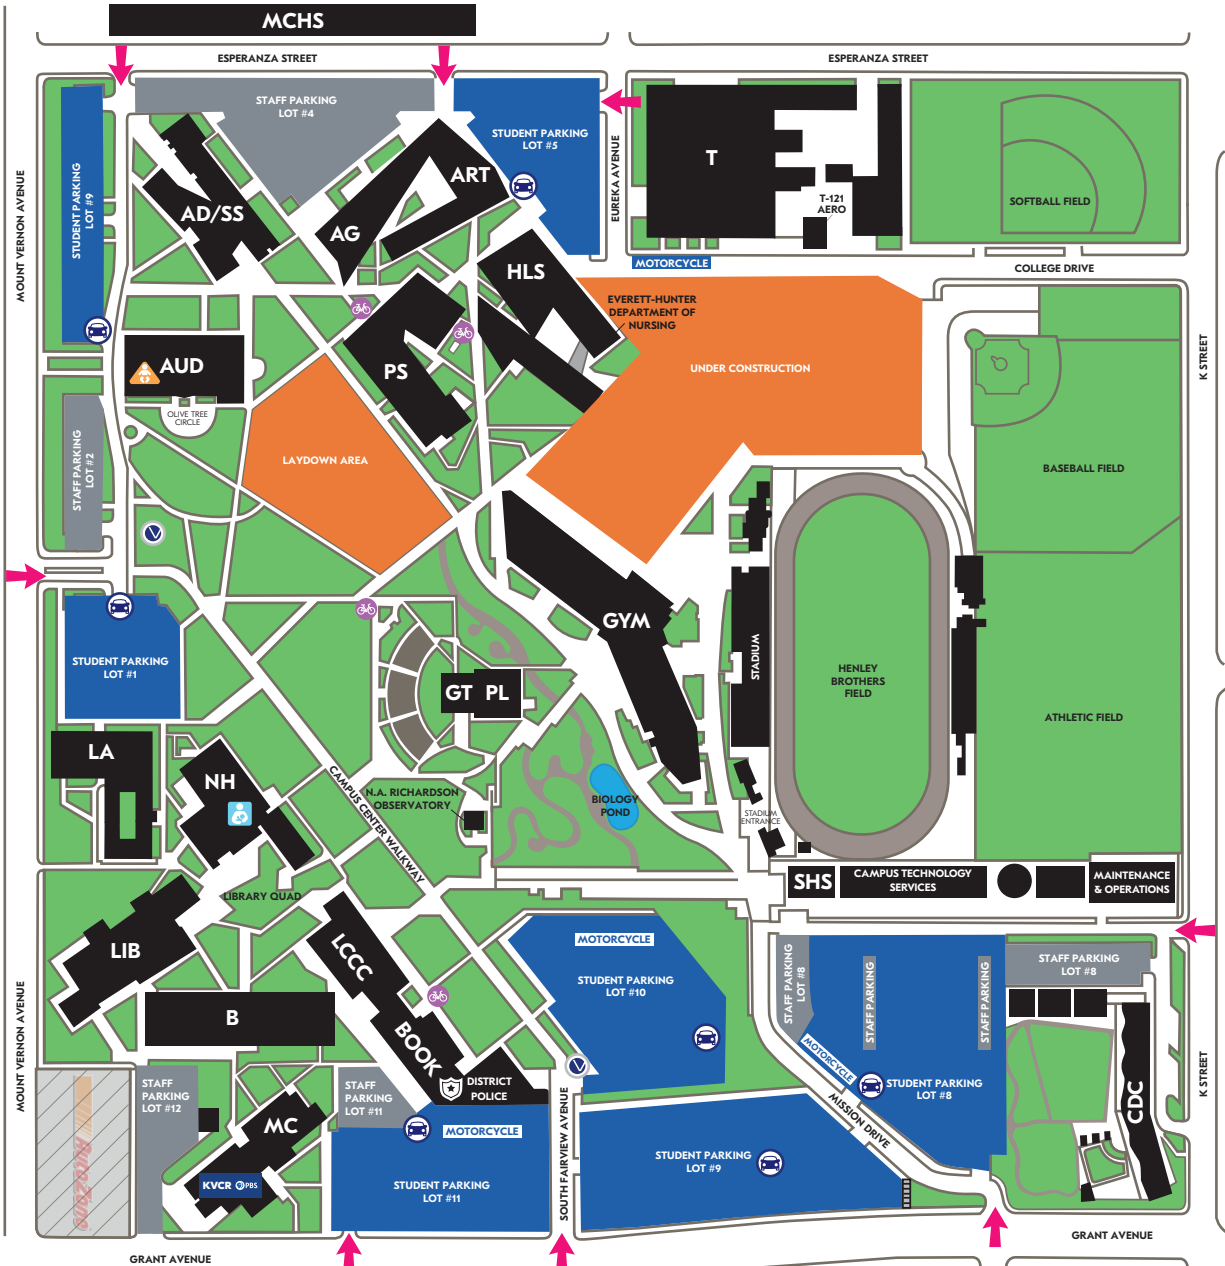 MCHS
ESPERANZA STREET
ESPERANZA STREET
STAFF PARKING
LOT #4
STUDENT PARKING
LOT #5
STUDENT PARKING
LOT #9
MOUNT VERNON AVENUE
EUREKA AVENUE
T
T-121
AERO
SOFTBALL FIELD
ART
AD/SS
AG
HLS
MOTORCYCLE
COLLEGE DRIVE
EVERETT-HUNTER
DEPARTMENT OF
NURSING
UNDER CONSTRUCTION
K STREET
AUD
PS
OLIVE TREE
CIRCLE
LAYDOWN AREA
STAFF PARKING
LOT #2
BASEBALL FIELD
V
GYM
STADIUM
STUDENT PARKING
LOT #1
HENLEY
BROTHERS
FIELD
GT
PL
ATHLETIC FIELD
LA
NH
CAMPUS CENTER WALKWAY
N.A. RICHARDSON
OBSERVATORY
BIOLOGY
POND
STADIUM
ENTRANCE
SHS
CAMPUS TECHNOLOGY
SERVICES
MAINTENANCE
& OPERATIONS
LIBRARY QUAD
LIB
LCCC
MOTORCYCLE
STUDENT PARKING
LOT #10
STAFF PARKING
LOT #8
STAFF PARKING
STAFF PARKING
STAFF PARKING
LOT #8
B
BOOK
V
MOTORCYCLE
STUDENT PARKING
LOT #8
CDC
MOUNT VERNON AVENUE
K STREET
AutoZone
STAFF
PARKING
LOT #12
STAFF
PARKING
LOT #11
DISTRICT
POLICE
MC
MOTORCYCLE
MISSION DRIVE
SOUTH FAIRVIEW AVENUE
STUDENT PARKING
LOT #9
KVCR PBS
STUDENT PARKING
LOT #11
GRANT AVENUE
GRANT AVENUE